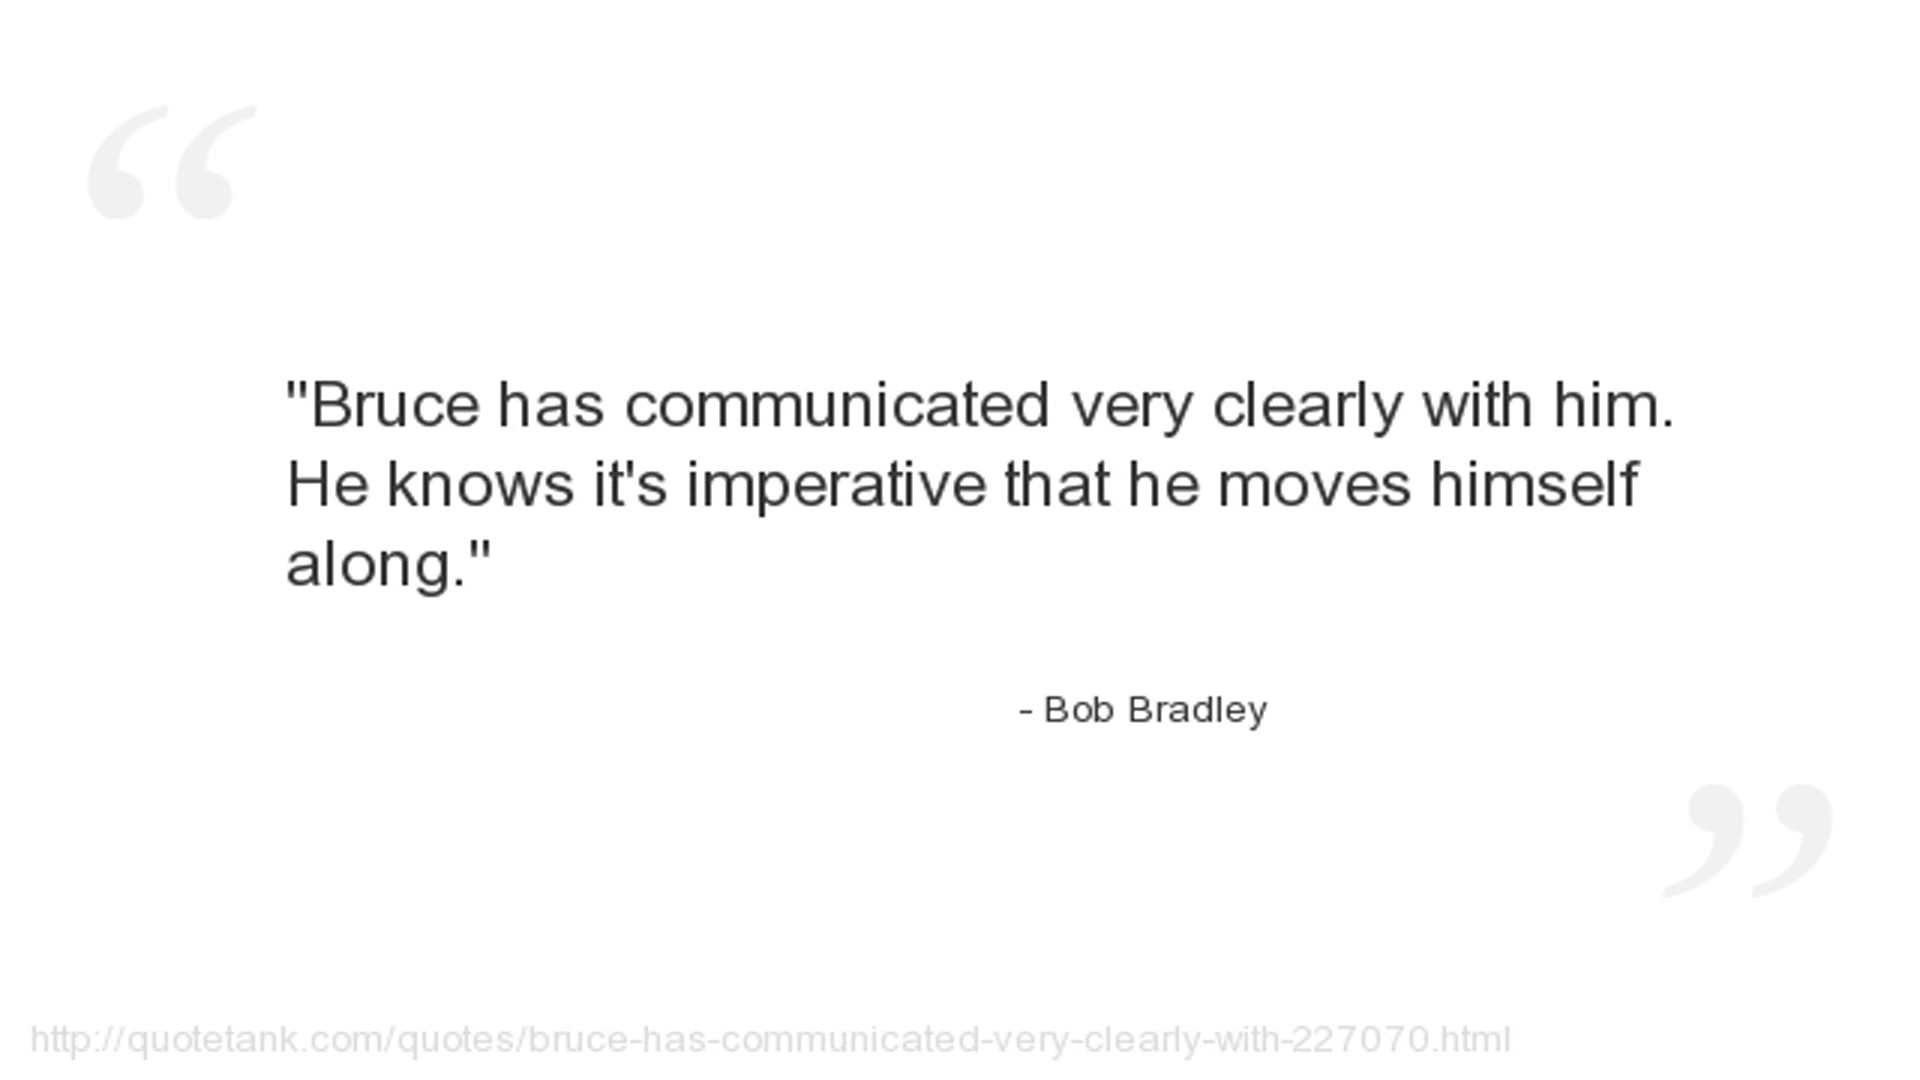 "Bruce has communicated very clearly with him.
He knows it's imperative that he moves himself
along."
- Bob Bradley
http://quotetank.com/quotes/bruce-has-communicated-very-clearly-with-227070.html